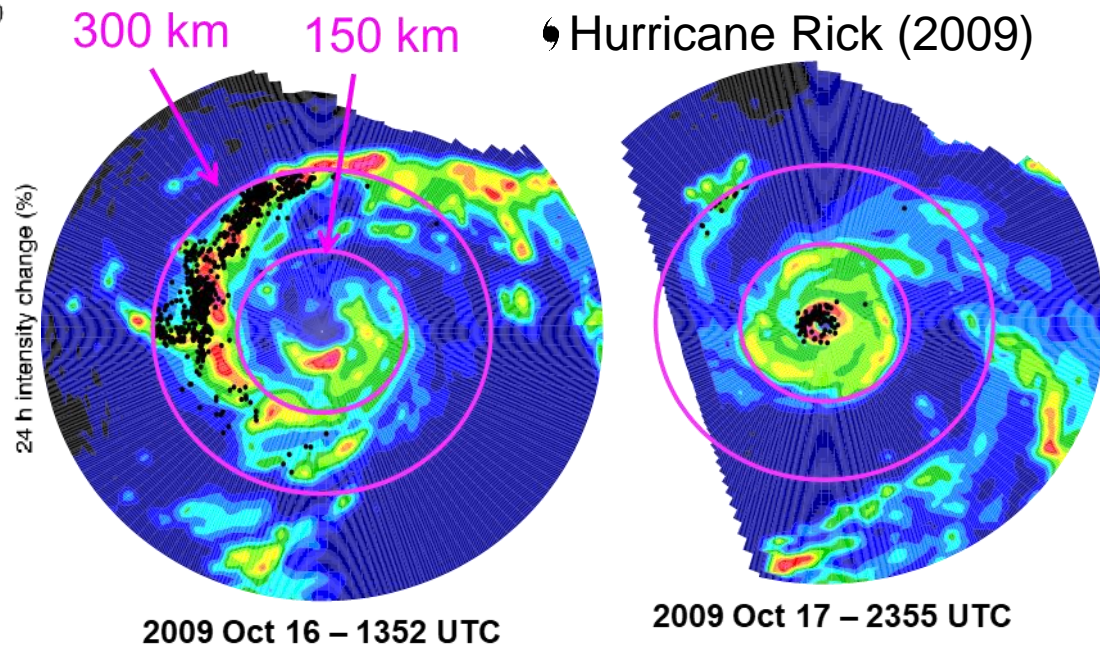 300 km
150 km
Hurricane Rick (2009)
24 h intensity change (%)
2009 Oct 16 – 1352 UTC
2009 Oct 17 – 2355 UTC